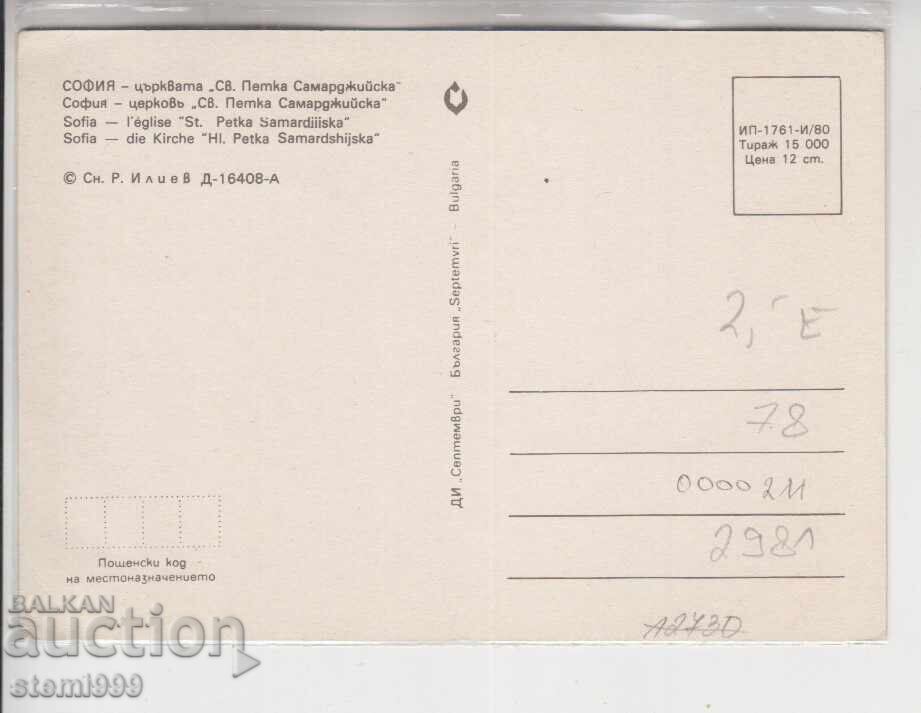 СОФИЯ – църквата „Св. Петка Самарджийска“
София – церковь „Св. Петка Самарджийска“
Sofia — l'église "St. Petka Samardjiiska"
Sofia — die Kirche "Hl. Petka Samardshijska"
© Сн. Р. Илиев Д-16408-А
Пощенски код
на местоназначението
ДИ „Септември“ България „Septemvri“ - Bulgaria
ИП-1761-И/80
Тираж 15 000
Цена 12 ст.
78
0000211
2981
A2730
BALKAN
auction
stemi999